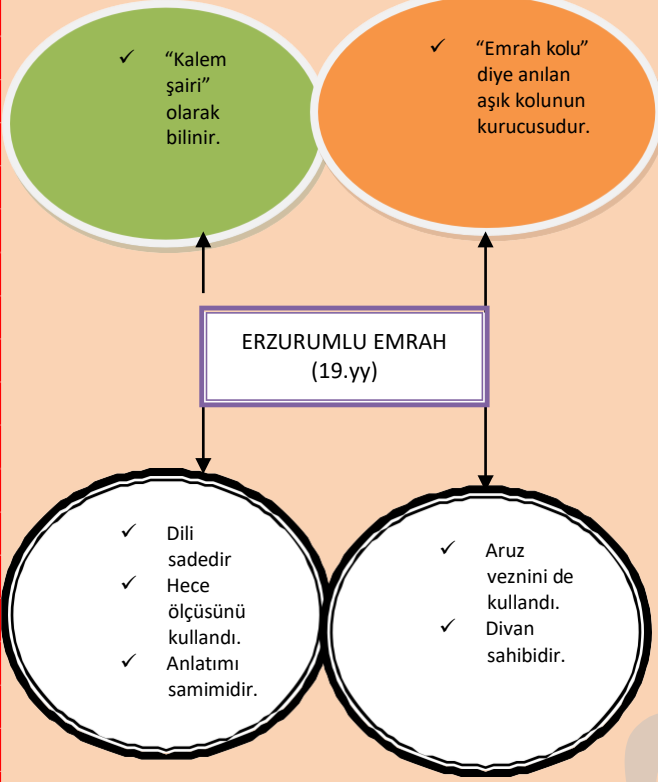 ✓ “Kalem
şairi”
olarak
bilinir.
✓ “Emrah kolu”
diye anılan
aşık kolunun
kurucusudur.
ERZURUMLU EMRAH
(19.yy)
✓ Dili
sadedir
✓ Hece
ölçüsünü
kullandı.
✓ Anlatımı
samimidir.
✓ Aruz
veznini de
kullandı.
✓ Divan
sahibidir.